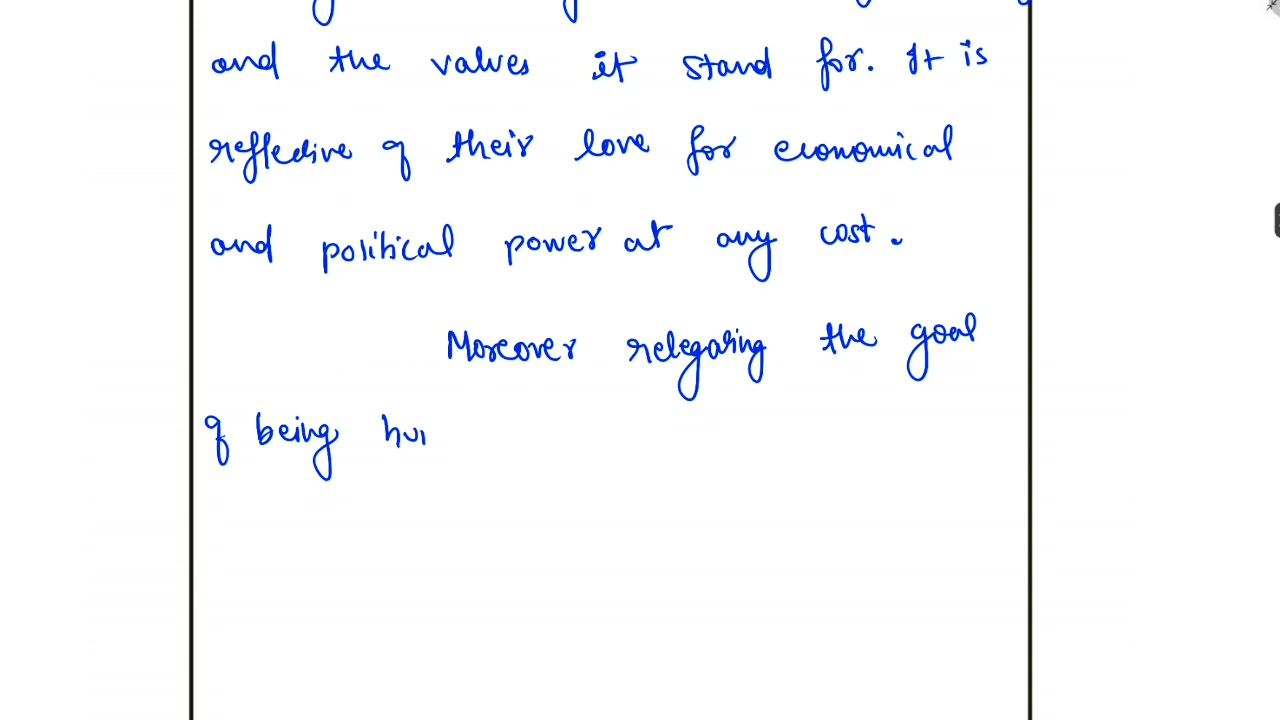 and the values it stand for. It is
reflective of their love for economical
and political power at any cost.
Moreover relegating the goal
of being hu